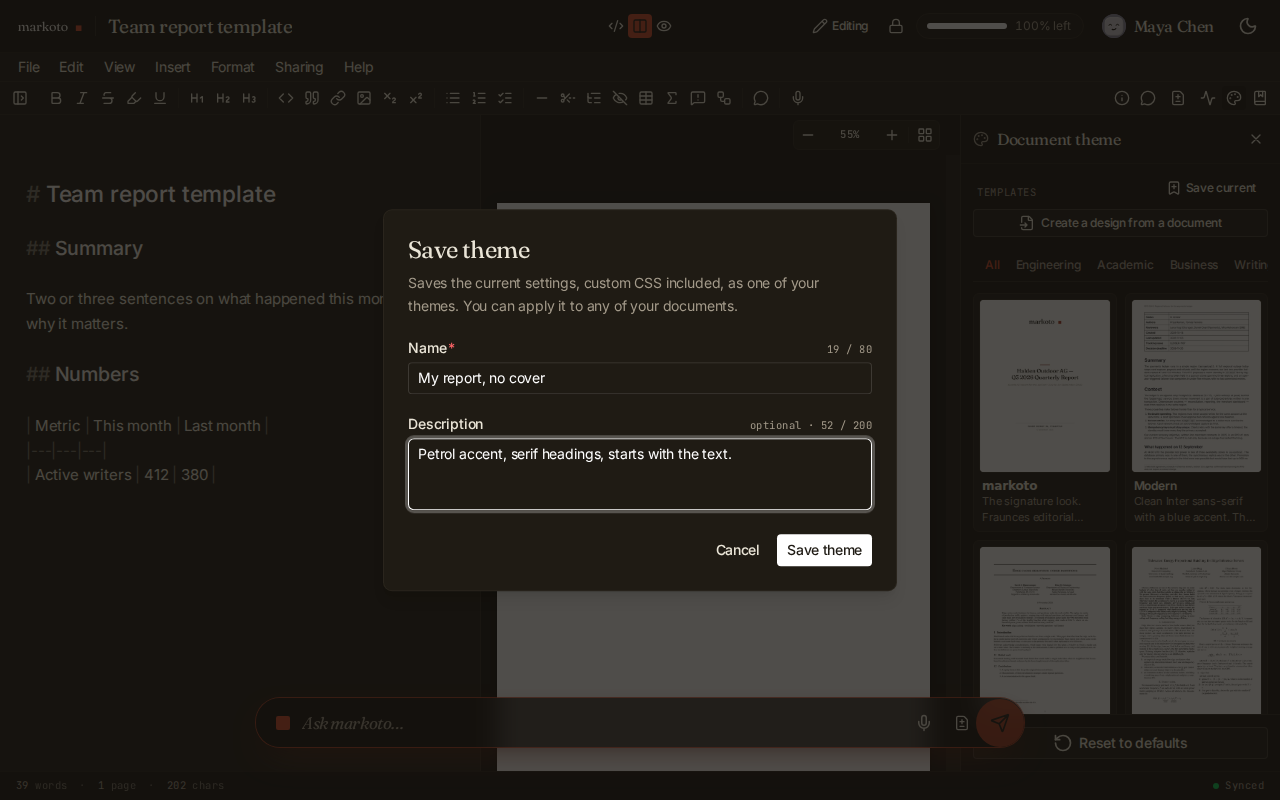 markoto
Team report template
Editing
100% left
Maya Chen
File Edit View Insert Format Sharing Help
H1 H2 H3
55%
Document theme
# Team report template
## Summary
Two or three sentences on what happened this
why it matters.
## Numbers
| Metric | This month | Last month |
|---|---|---|
| Active writers | 412 | 380 |
Save theme
Saves the current settings, custom CSS included, as one of your
themes. You can apply it to any of your documents.
Name*
19 / 80
My report, no cover
Description
optional · 52 / 200
Petrol accent, serif headings, starts with the text.
Cancel
Save theme
TEMPLATES
Save current
Create a design from a document
All Engineering Academic Business Writin
markoto
Summary
Context
markoto
The signature look.
Fraunces editorial...
Modern
Clean Inter sans-serif
with a blue accent. Th...
Ask markoto...
Reset to defaults
39 words · 1 page · 202 chars
Synced